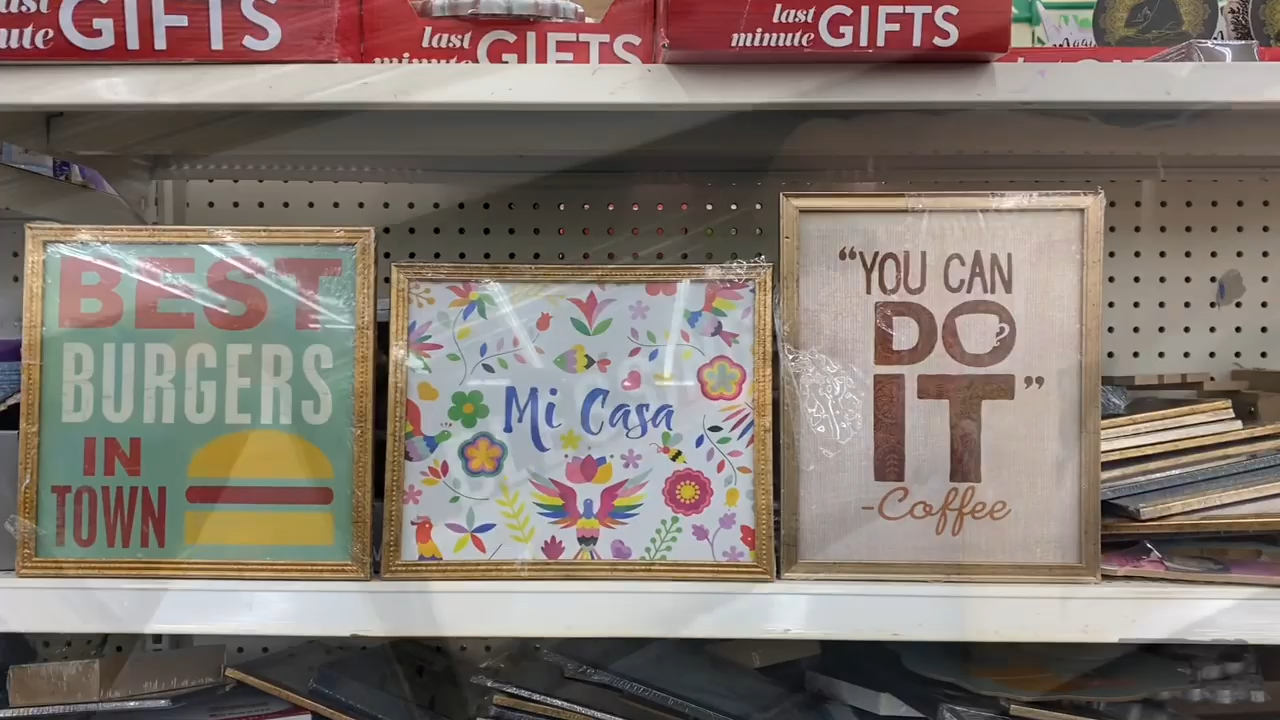 last
minute GIFTS
last
minute GIFTS
last
minute GIFTS
BEST
BURGERS
IN
TOWN
Mi Casa
“YOU CAN
DO
IT”
-Coffee